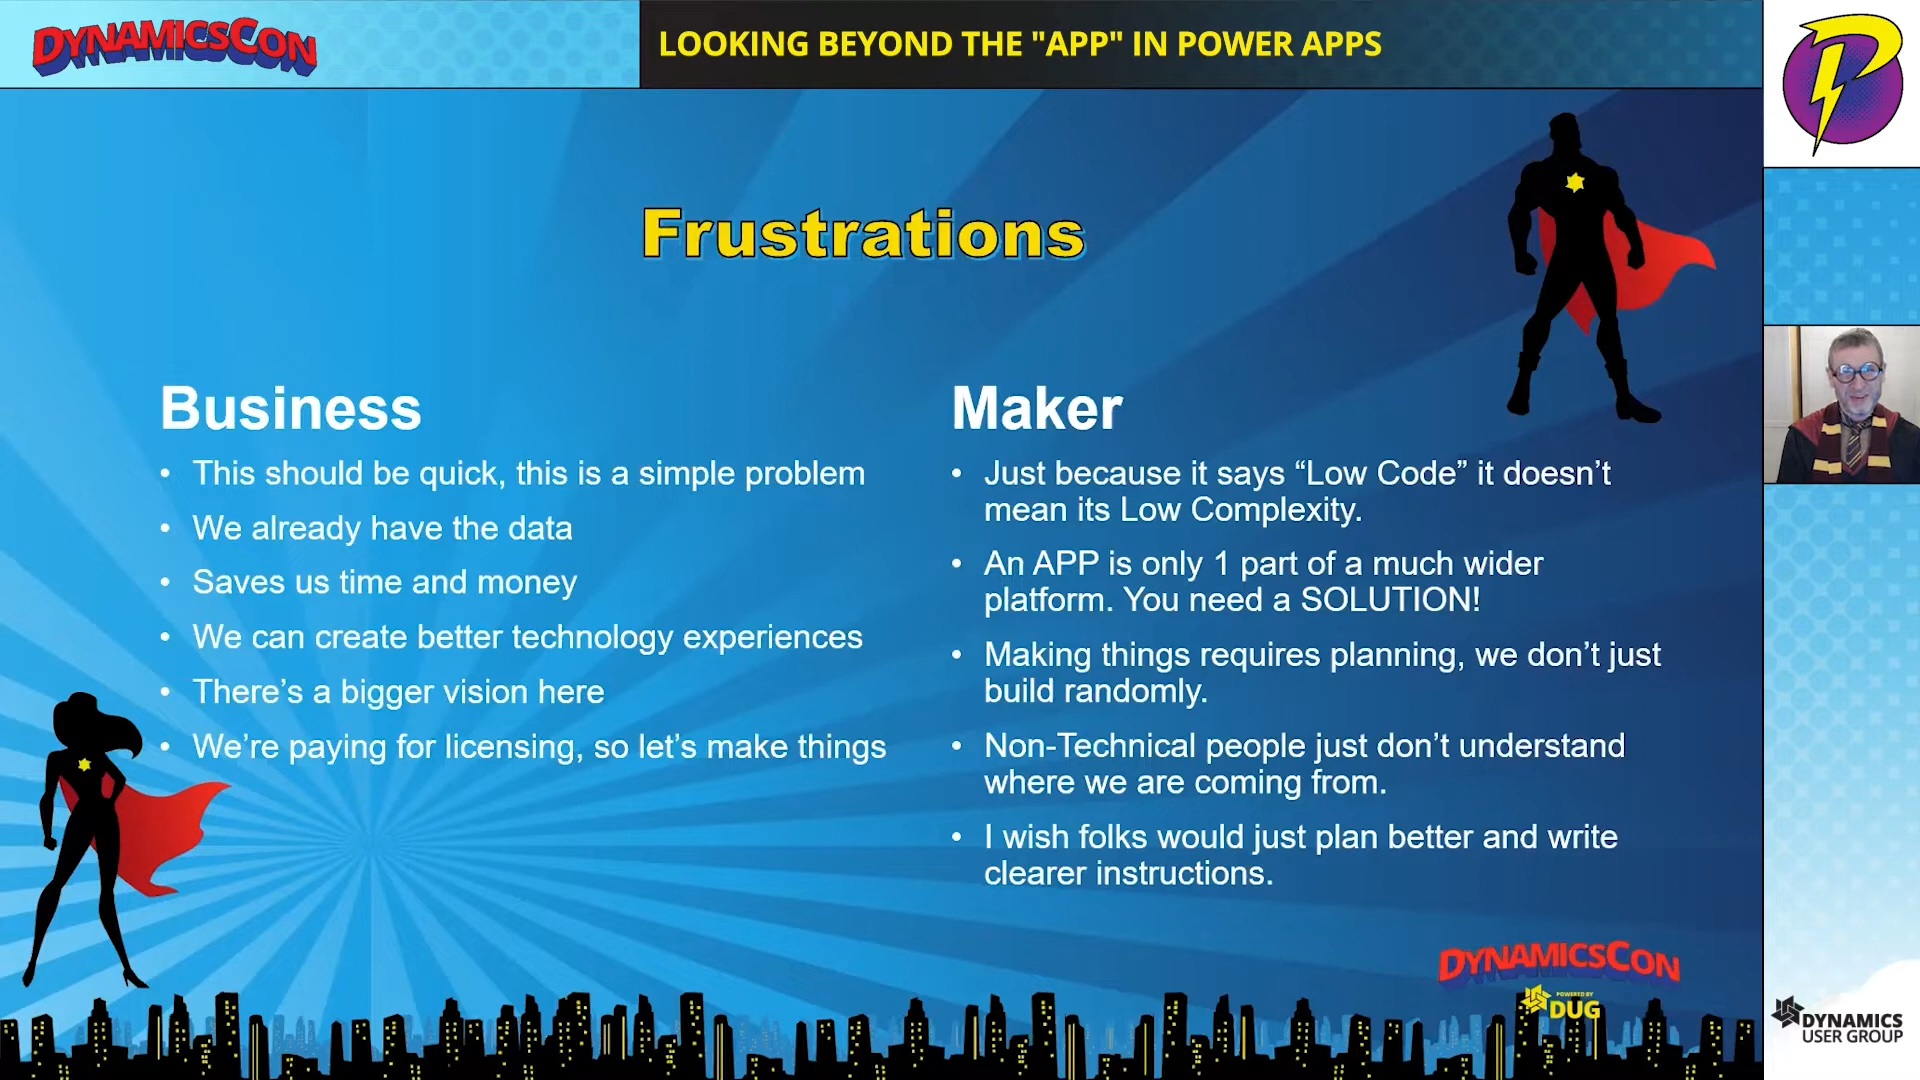 DYNAMICSCON
LOOKING BEYOND THE "APP" IN POWER APPS
Frustrations
Business
• This should be quick, this is a simple problem
• We already have the data
• Saves us time and money
• We can create better technology experiences
• There’s a bigger vision here
• We’re paying for licensing, so let’s make things
Maker
• Just because it says “Low Code” it doesn’t
mean its Low Complexity.
• An APP is only 1 part of a much wider
platform. You need a SOLUTION!
• Making things requires planning, we don’t just
build randomly.
• Non-Technical people just don’t understand
where we are coming from.
• I wish folks would just plan better and write
clearer instructions.
DYNAMICSCON
POWERED BY
DUG
P
DYNAMICS
USER GROUP